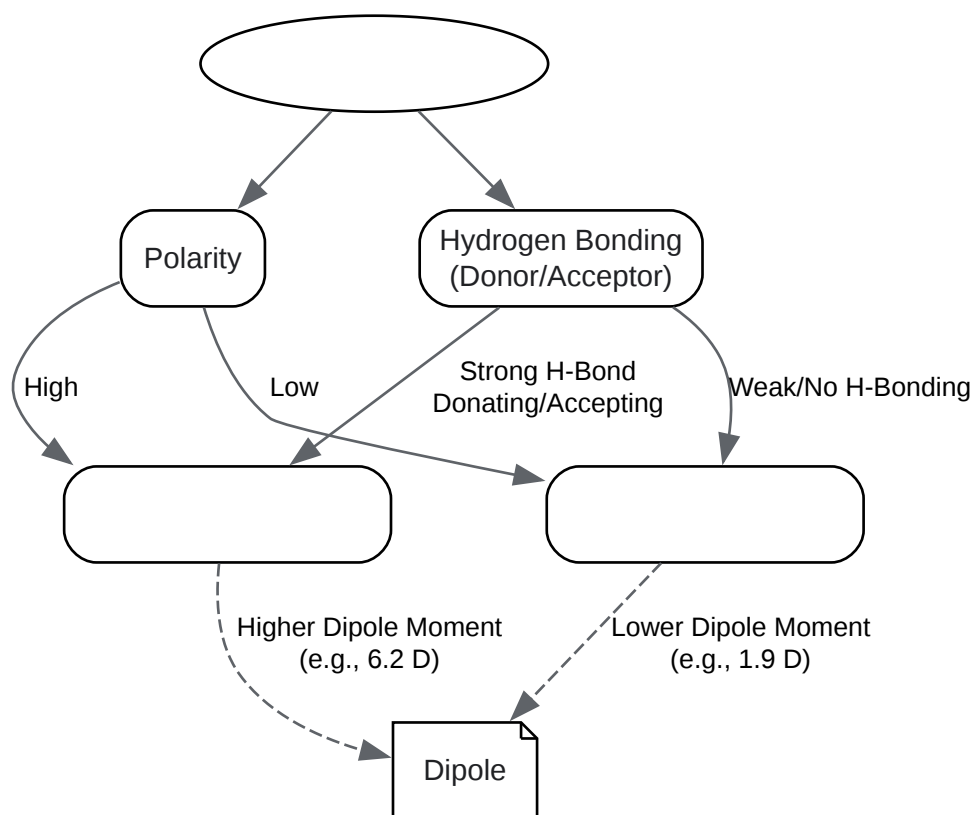 Polarity
Hydrogen Bonding
(Donor/Acceptor)
High
Low
Strong H-Bond
Donating/Accepting
Weak/No H-Bonding
Higher Dipole Moment
(e.g., 6.2 D)
Lower Dipole Moment
(e.g., 1.9 D)
Dipole